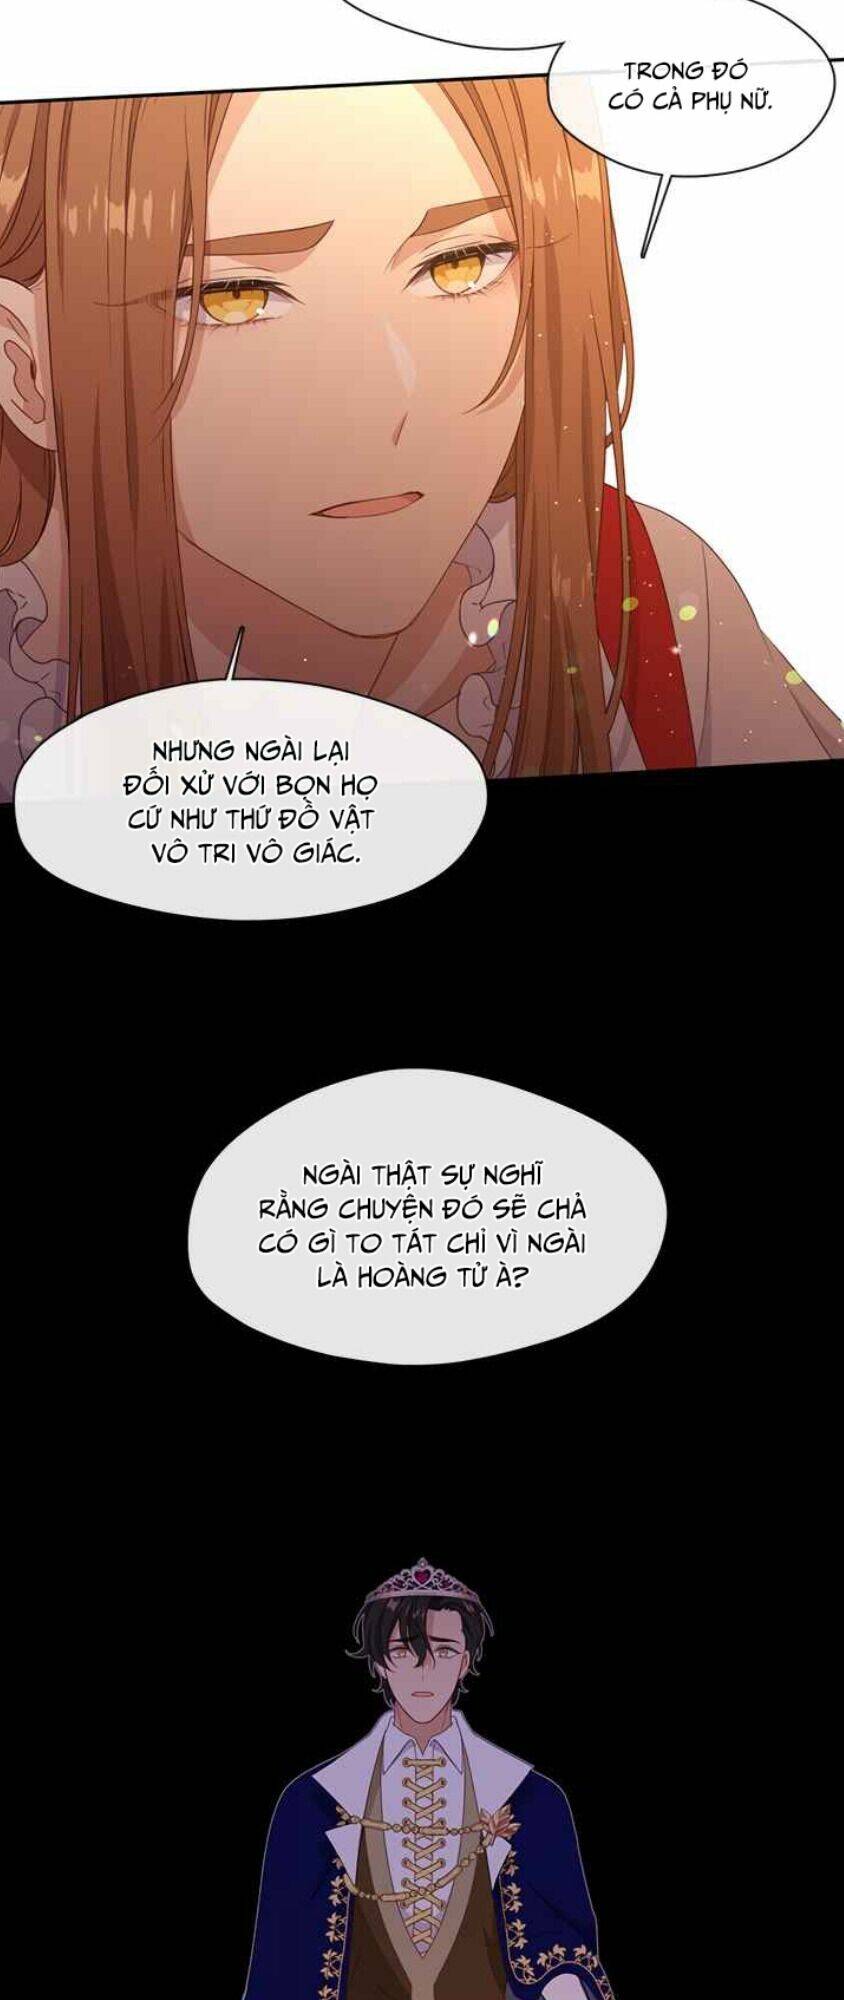 TRONG ĐÓ
CÓ CẢ PHỤ NỮ.
NHƯNG NGÀI LẠI
ĐỐI XỬ VỚI BỌN HỌ
CỨ NHƯ THỨ ĐỒ VẬT
VÔ TRI VÔ GIÁC.
NGÀI THẬT SỰ NGHĨ
RẰNG CHUYỆN ĐÓ SẼ CHẢ
CÓ GÌ TO TÁT CHỈ VÌ NGÀI
LÀ HOÀNG TỬ À?